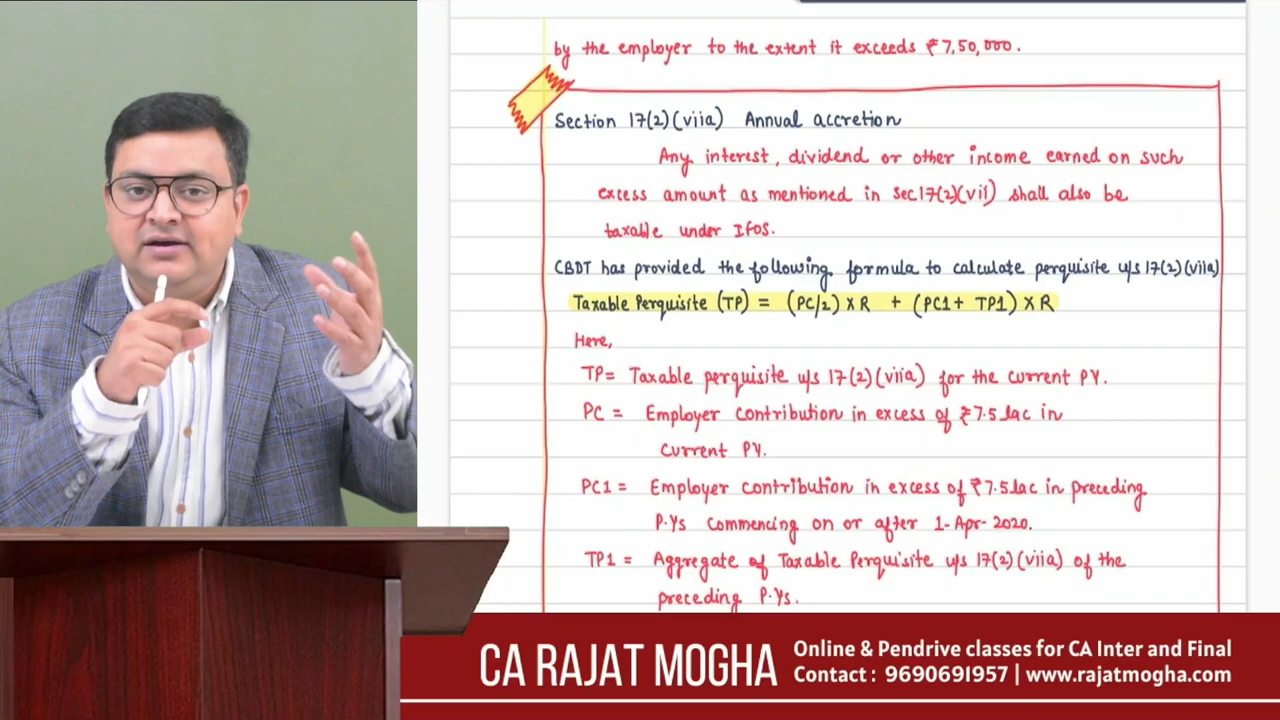 by the employer to the extent it exceeds ₹7,50,000.
Section 17(2)(viia) Annual accretion
Any interest, dividend or other income earned on such
excess amount as mentioned in sec17(2)(vii) shall also be
taxable under IFOS.
CBDT has provided the following formula to calculate perquisite u/s 17(2)(viia)
Taxable Perquisite (TP) = (PC/2) X R + (PC1+ TP1) X R
Here,
TP= Taxable perquisite u/s 17(2)(viia) for the current PY.
PC = Employer contribution in excess of ₹7.5 lac in
current PY.
PC1 = Employer contribution in excess of ₹7.5 lac in preceding
P.Ys commencing on or after 1-Apr-2020.
TP1 = Aggregate of Taxable Perquisite u/s 17(2)(viia) of the
preceding P.Ys.
CA RAJAT MOGHA
Online & Pendrive classes for CA Inter and Final
Contact : 9690691957 | www.rajatmogha.com